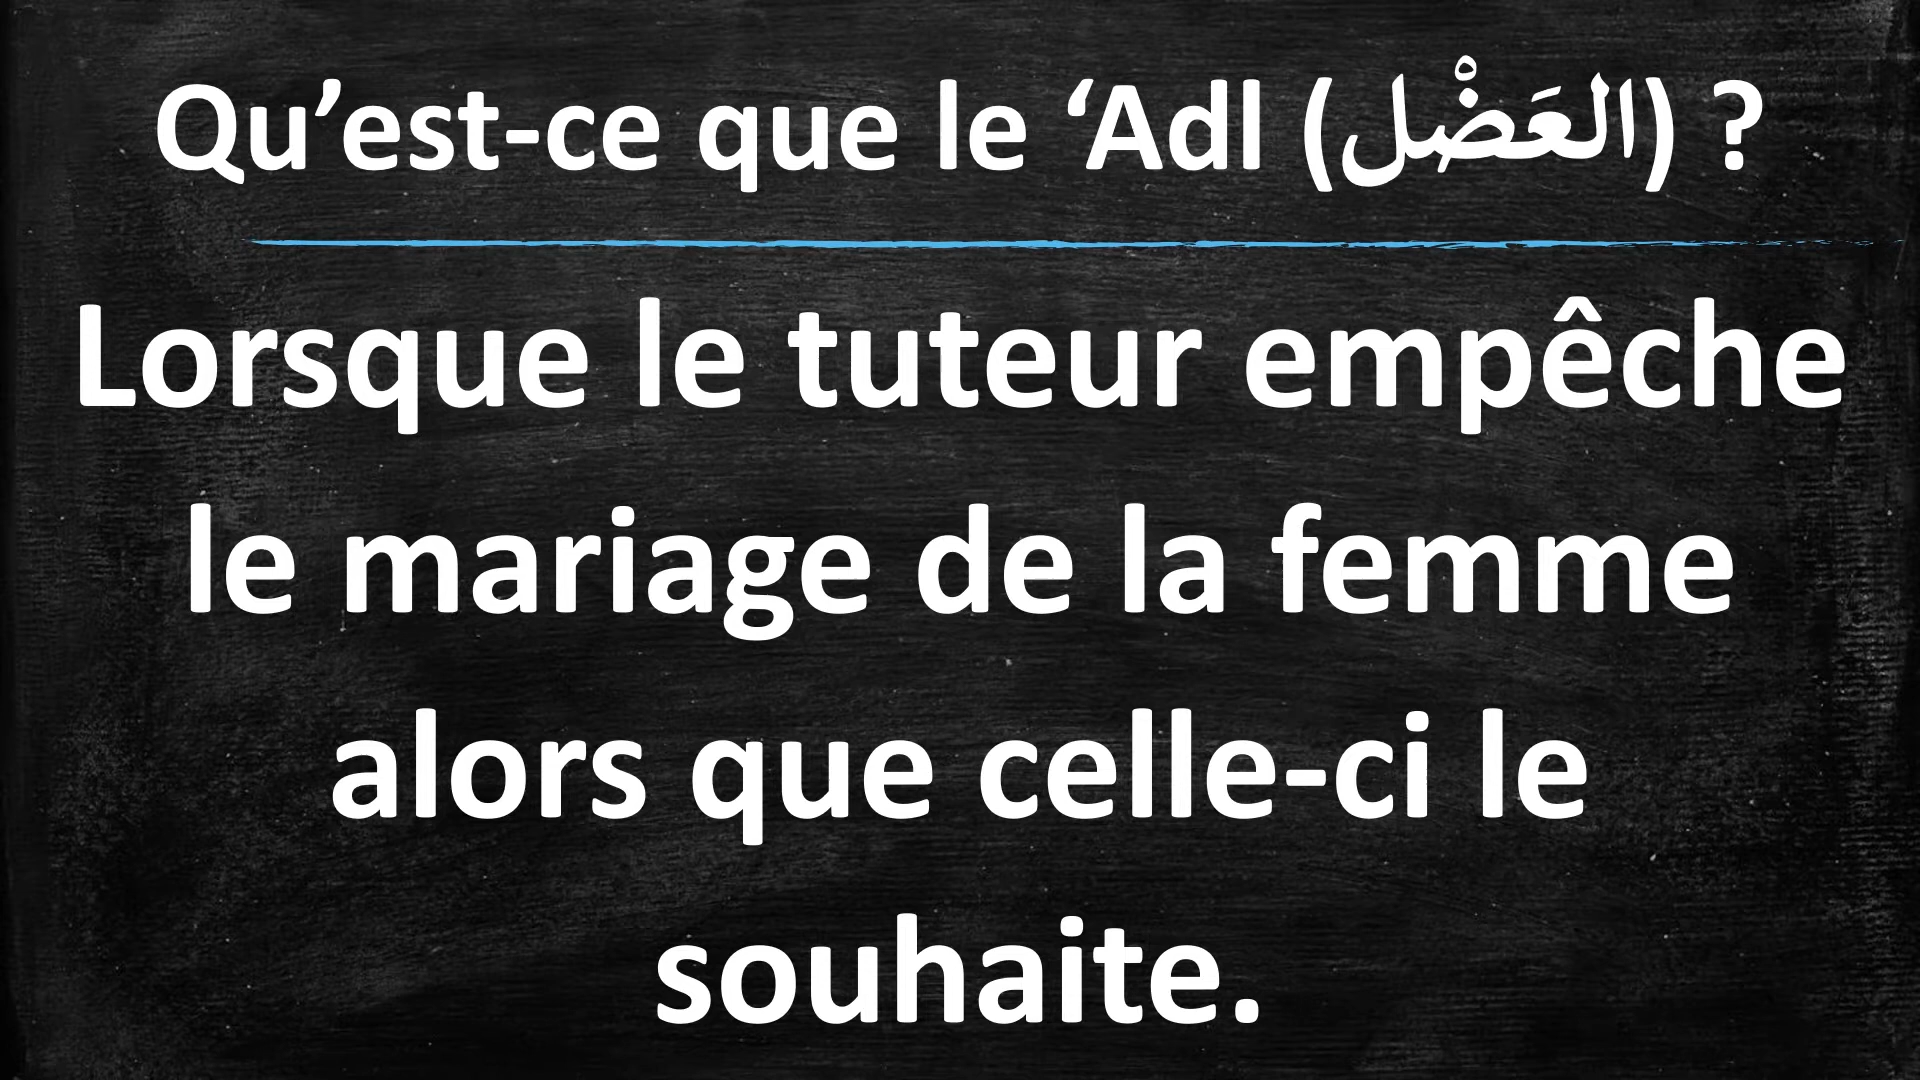 Qu’est-ce que le ‘Adl (العَضْل) ?
Lorsque le tuteur empêche
le mariage de la femme
alors que celle-ci le
souhaite.